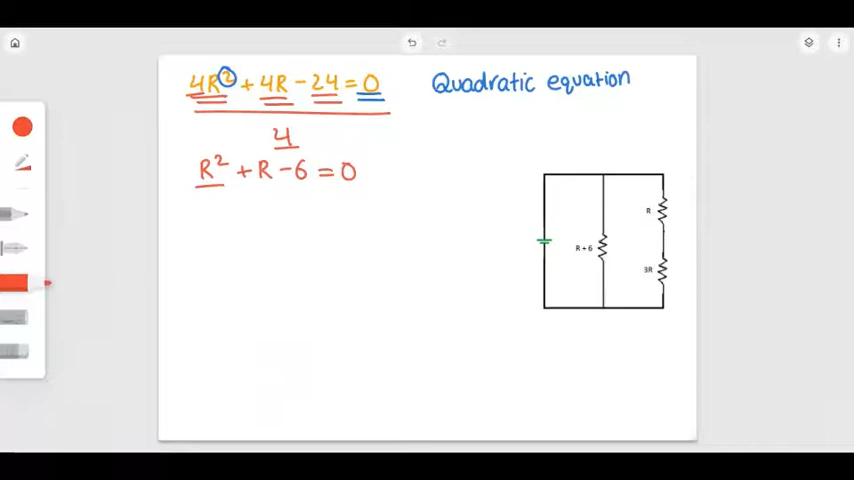 4R² + 4R - 24 = 0 Quadratic equation
4
R² + R - 6 = 0
R
R + 6
3R